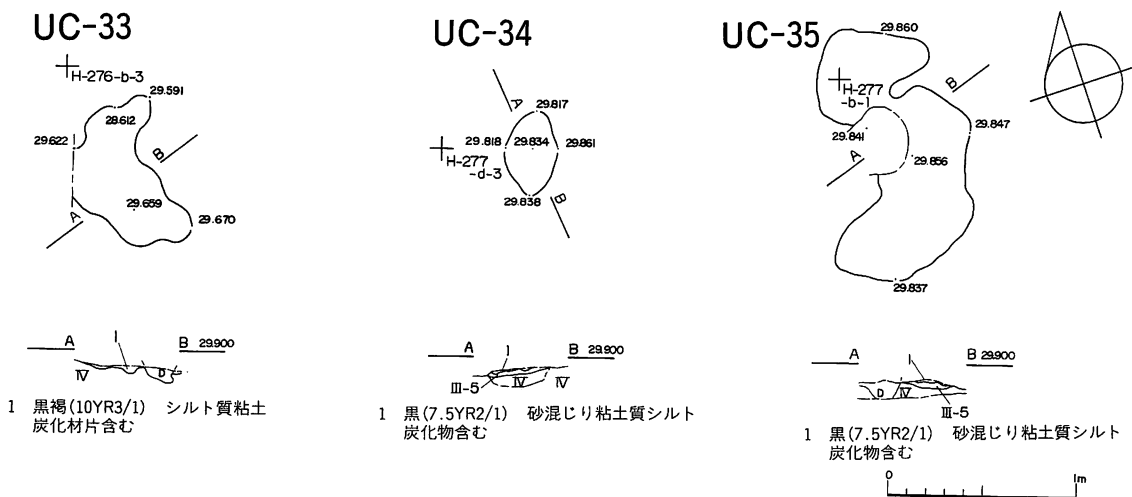 UC-33
H-276-b-3
29.591
28.612
29.622
B
29.659
29.670
A
A 1 B 29.900
IV D
1 黒褐(10YR3/1) シルト質粘土
炭化材片含む
UC-34
A
29.817
29.818 29.834 29.861
H-277
-d-3
29.838
B
A 1 B 29.900
III-5 IV IV
1 黒(7.5YR2/1) 砂混じり粘土質シルト
炭化物含む
UC-35
29.860
B
H-277
-b-1
29.841
29.847
A
29.856
29.837
A 1 B 29.900
D IV
III-5
1 黒(7.5YR2/1) 砂混じり粘土質シルト
炭化物含む
0 1m